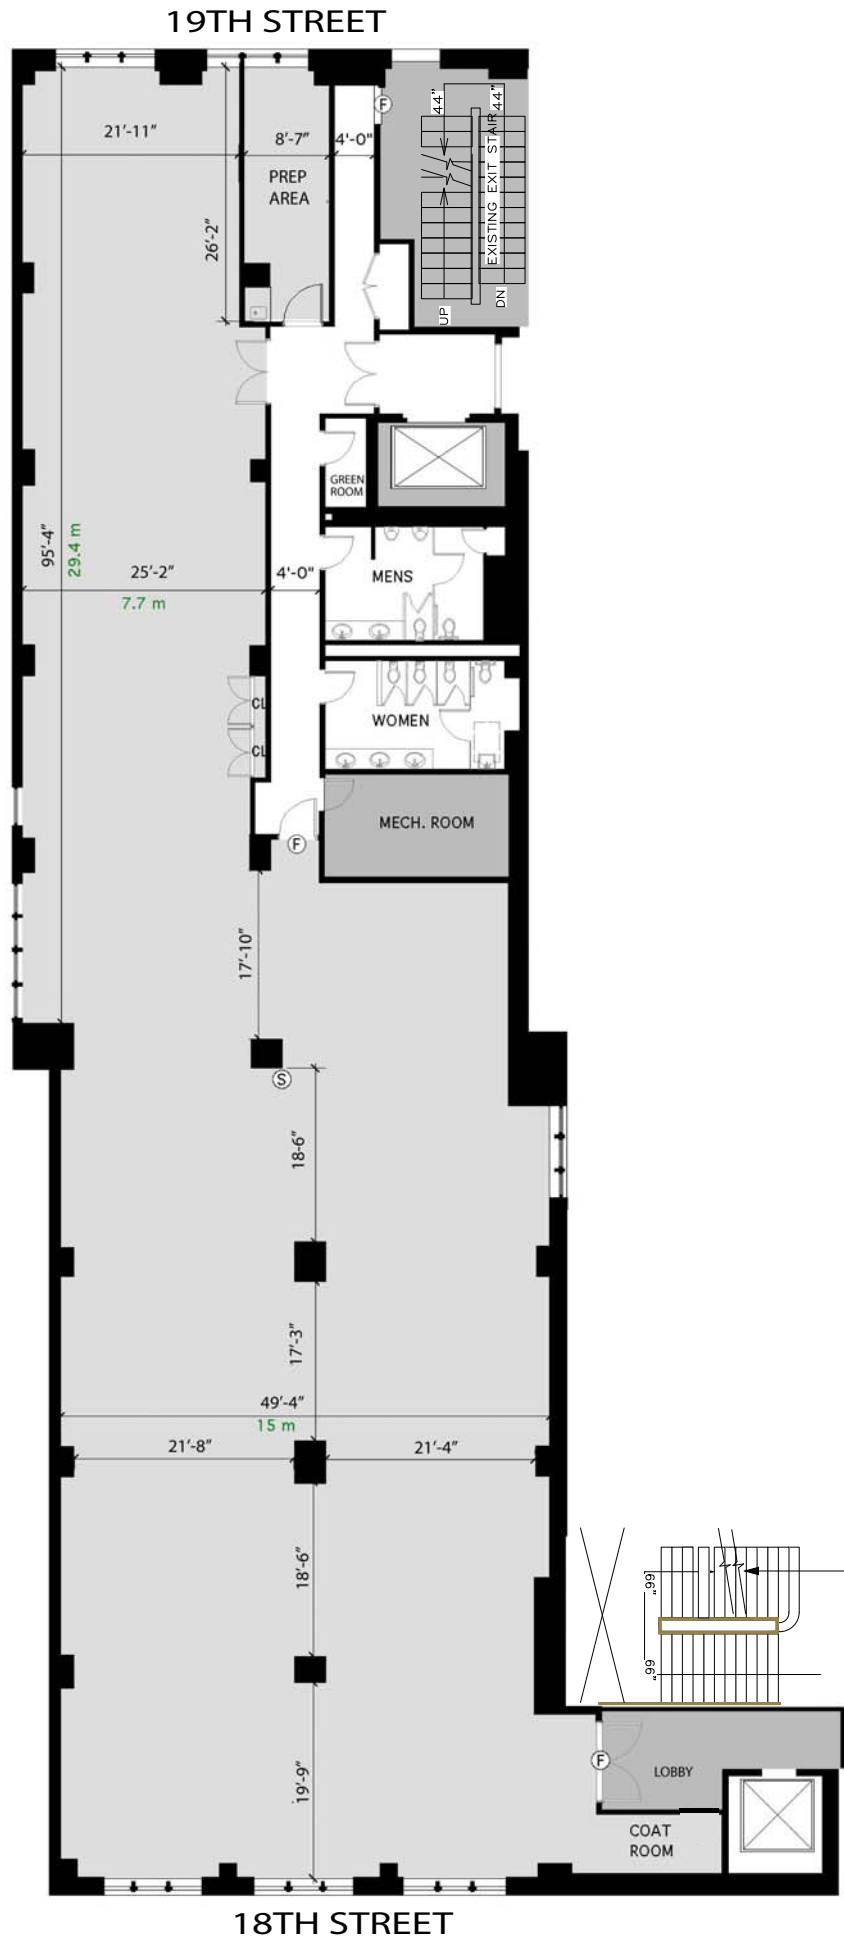 19TH STREET
21'-11"
8'-7"
4'-0"
44"
44"
F
PREP
AREA
26'-2"
EXISTING EXIT STAIR
UP
DN
GREEN
ROOM
95'-4"
29.4 m
25'-2"
7.7 m
4'-0"
MENS
CL
CL
WOMEN
MECH. ROOM
F
17'-10"
S
18-6"
17'-3"
49'-4"
15 m
21'-8"
21'-4"
18'-6"
66"
66"
19'-9"
F
LOBBY
COAT
ROOM
18TH STREET